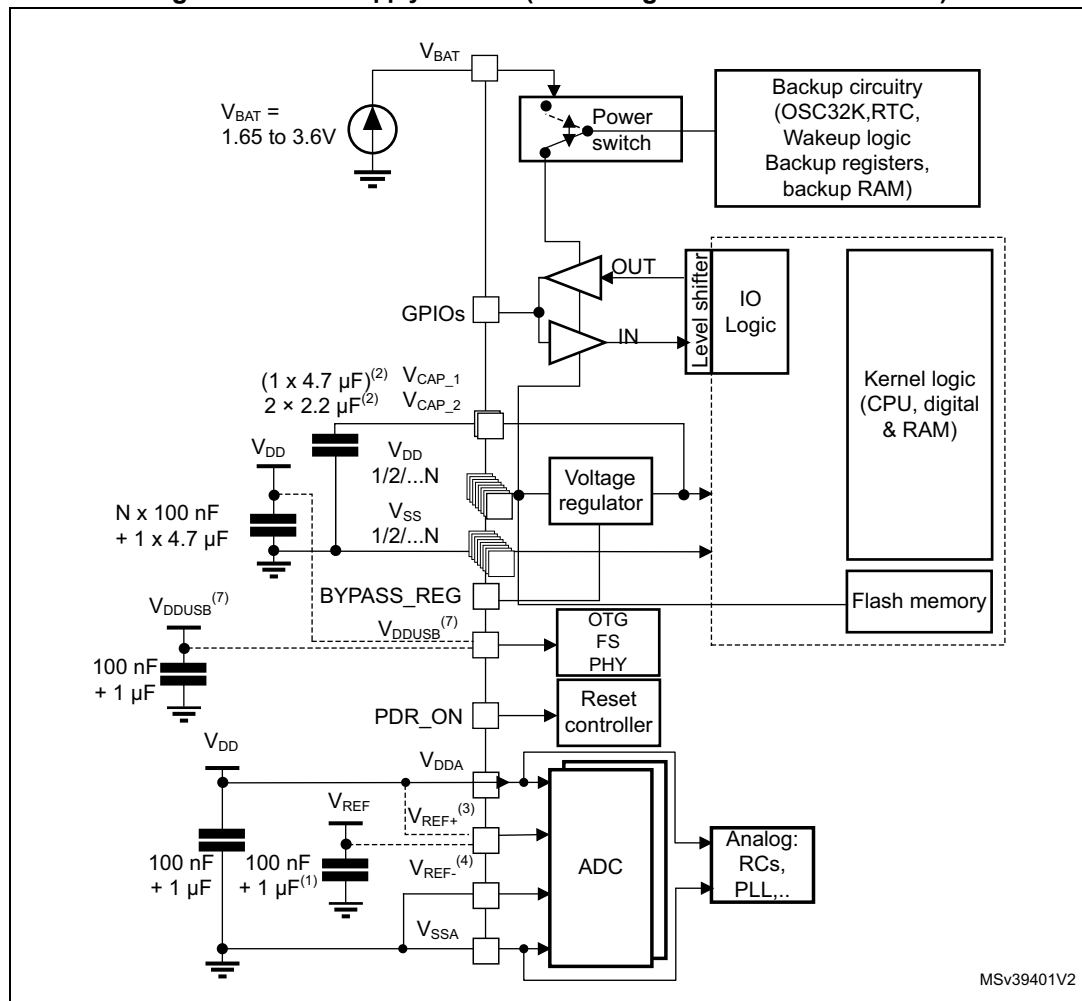 V_BAT
V_BAT =
1.65 to 3.6V
Power
switch
Backup circuitry
(OSC32K,RTC,
Wakeup logic
Backup registers,
backup RAM)
OUT
GPIOs
IN
Level shifter
IO
Logic
Kernel logic
(CPU, digital
& RAM)
(1 x 4.7 µF)(2)
2 × 2.2 µF(2)
V_CAP_1
V_CAP_2
V_DD
V_DD
1/2/...N
Voltage
regulator
N x 100 nF
+ 1 x 4.7 µF
V_SS
1/2/...N
BYPASS_REG
Flash memory
V_DDUSB(7)
V_DDUSB(7)
OTG
FS
PHY
100 nF
+ 1 µF
PDR_ON
Reset
controller
V_DD
V_DDA
V_REF
V_REF+(3)
100 nF
+ 1 µF
100 nF
+ 1 µF(1)
V_REF-(4)
ADC
Analog:
RCs,
PLL,..
V_SSA
MSv39401V2